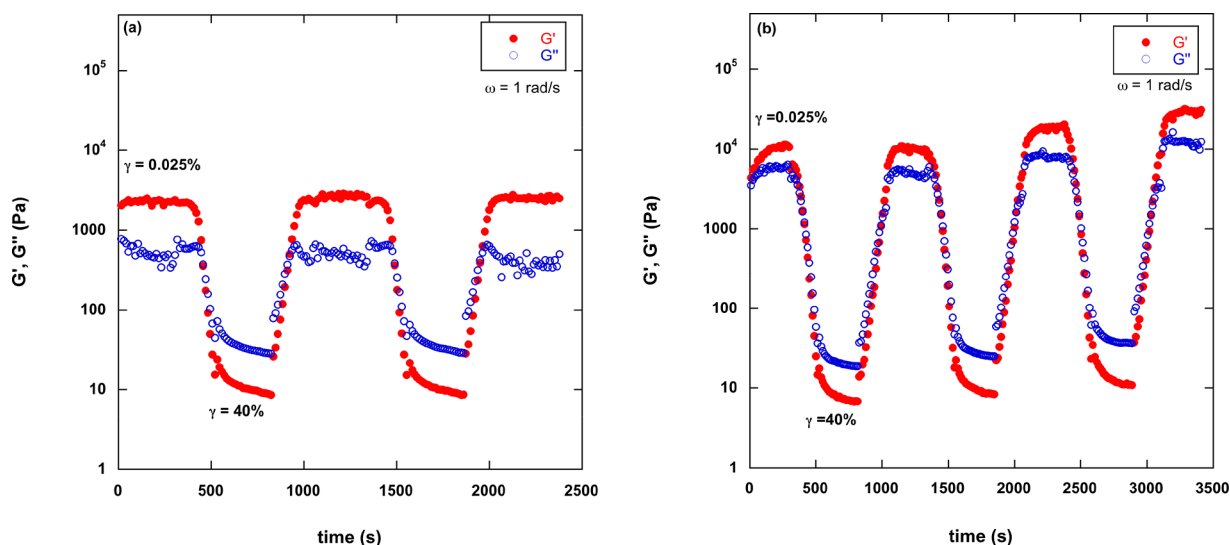 (a)
G'
G''
ω = 1 rad/s
γ = 0.025%
γ = 40%
G', G'' (Pa)
10^5
10^4
1000
100
10
1
0 500 1000 1500 2000 2500
time (s)
(b)
G'
G''
ω = 1 rad/s
γ =0.025%
γ =40%
G', G'' (Pa)
10^5
10^4
1000
100
10
1
0 500 1000 1500 2000 2500 3000 3500
time (s)